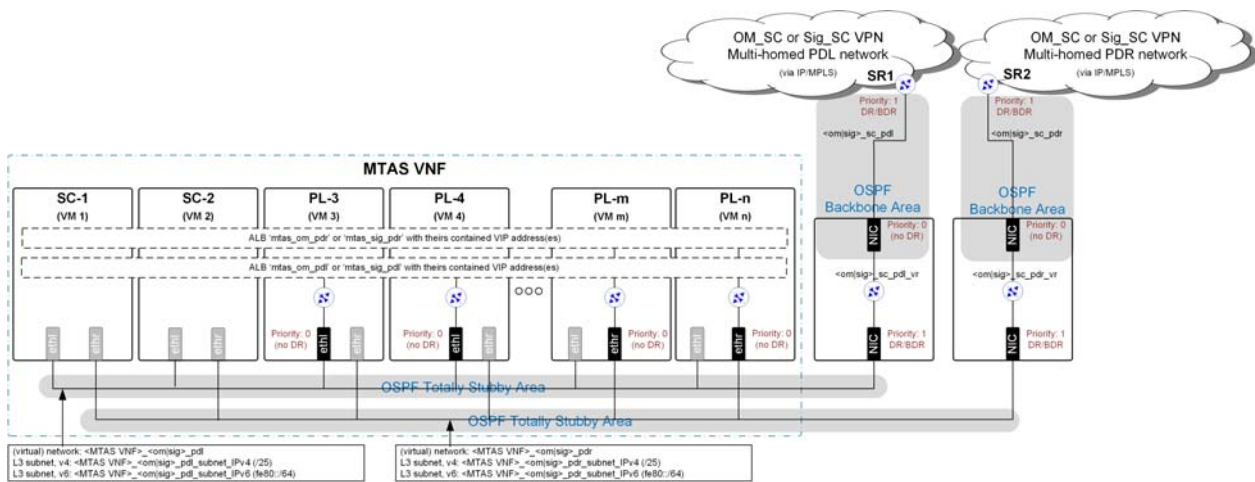 OM_SC or Sig_SC VPN
Multi-homed PDL network
(via IP/MPLS)
SR1
OM_SC or Sig_SC VPN
Multi-homed PDR network
(via IP/MPLS)
SR2
Priority: 1
DR/BDR
<om|sig>_sc_pdl
Priority: 1
DR/BDR
<om|sig>_sc_pdr
OSPF
Backbone Area
OSPF
Backbone Area
MTAS VNF
SC-1
(VM 1)
SC-2
(VM 2)
PL-3
(VM 3)
PL-4
(VM 4)
PL-m
(VM m)
PL-n
(VM n)
ALB 'mtas_om_pdr' or 'mtas_sig_pdr' with theirs contained VIP address(es)
ALB 'mtas_om_pdl' or 'mtas_sig_pdl' with theirs contained VIP address(es)
NIC
Priority: 0
(no DR)
NIC
Priority: 0
(no DR)
<om|sig>_sc_pdl_vr
<om|sig>_sc_pdr_vr
ethl
ethr
ethl
ethr
Priority: 0
(no DR)
ethl
ethr
Priority: 0
(no DR)
ethl
ethr
ethl
ethr
Priority: 0
(no DR)
ethl
ethr
Priority: 0
(no DR)
NIC
Priority: 1
DR/BDR
NIC
Priority: 1
DR/BDR
OSPF Totally Stubby Area
OSPF Totally Stubby Area
(virtual) network: <MTAS VNF>_<om|sig>_pdl
L3 subnet, v4: <MTAS VNF>_<om|sig>_pdl_subnet_IPv4 (/25)
L3 subnet, v6: <MTAS VNF>_<om|sig>_pdl_subnet_IPv6 (fe80::/64)
(virtual) network: <MTAS VNF>_<om|sig>_pdr
L3 subnet, v4: <MTAS VNF>_<om|sig>_pdr_subnet_IPv4 (/25)
L3 subnet, v6: <MTAS VNF>_<om|sig>_pdr_subnet_IPv6 (fe80::/64)